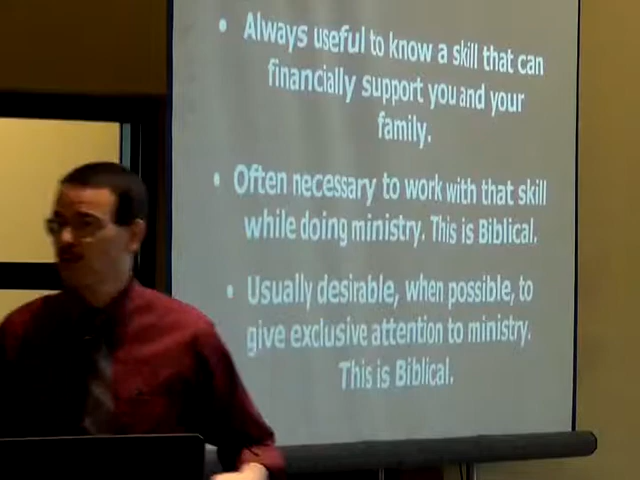 • Always useful to know a skill that can
financially support you and your
family.
• Often necessary to work with that skill
while doing ministry. This is Biblical.
• Usually desirable, when possible, to
give exclusive attention to ministry.
This is Biblical.